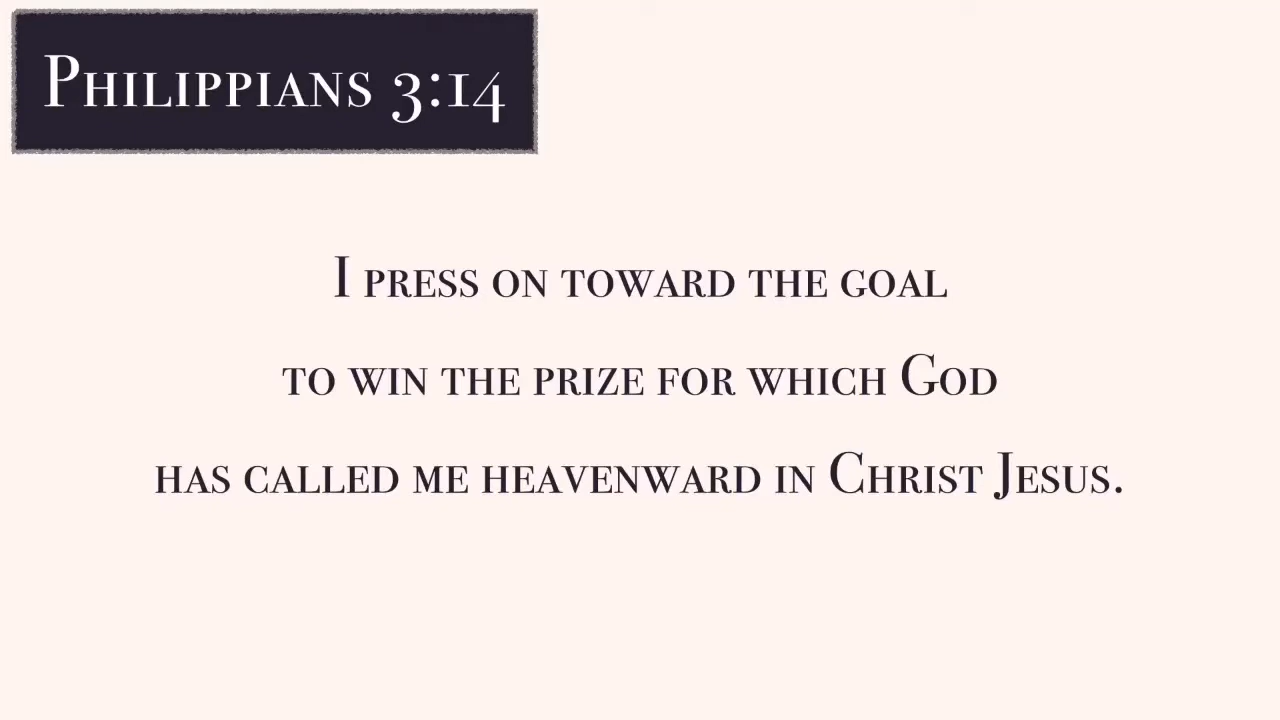 Philippians 3:14
I press on toward the goal
to win the prize for which God
has called me heavenward in Christ Jesus.